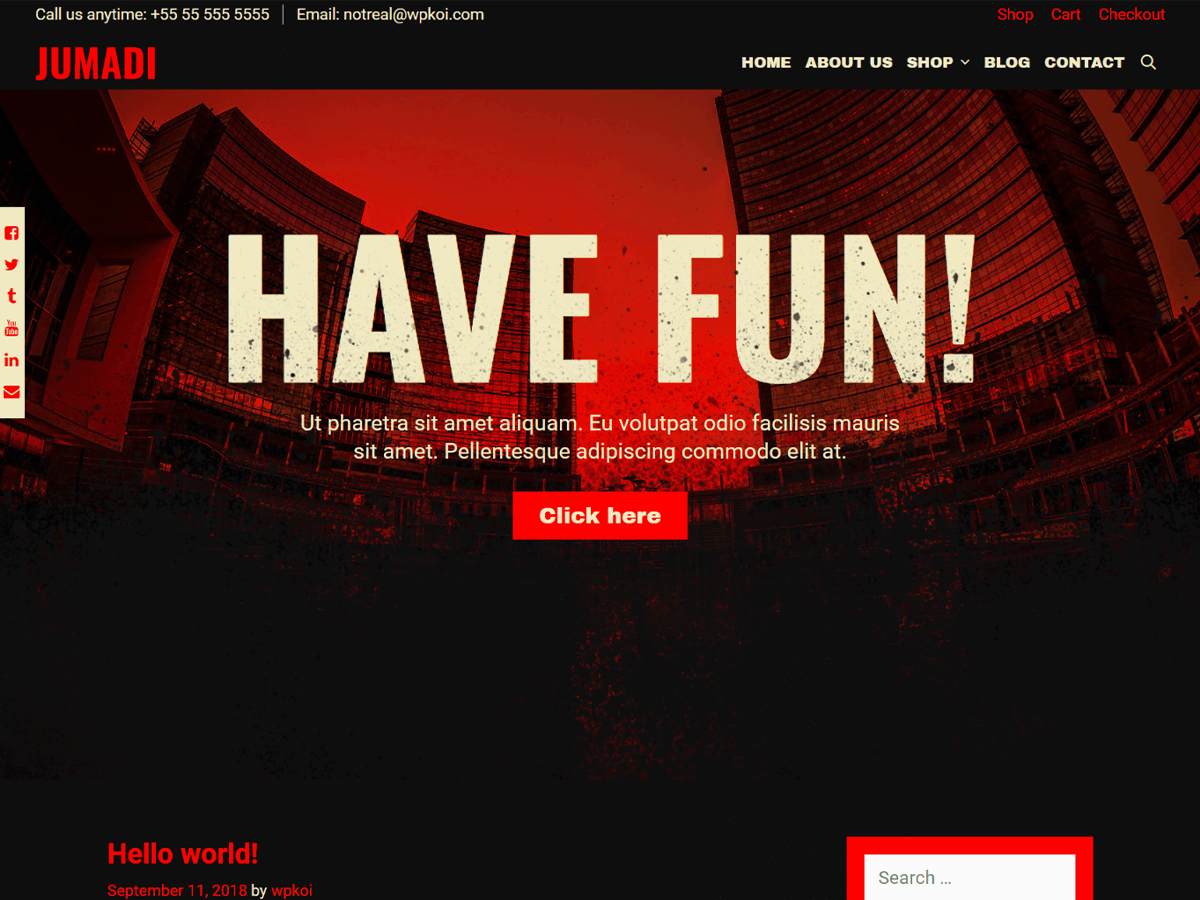 Call us anytime: +55 55 555 5555 Email: notreal@wpkoi.com Shop Cart Checkout
JUMADI HOME ABOUT US SHOP BLOG CONTACT
HAVE FUN!
Ut pharetra sit amet aliquam. Eu volutpat odio facilisis mauris
sit amet. Pellentesque adipiscing commodo elit at.
Click here
Hello world!
September 11, 2018 by wpkoi
Search ...